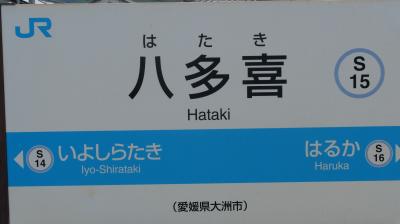 JR
はたき
八多喜
Hataki
S
15
S
14
いよしらたき
Iyo-Shirataki
はるか
Haruka
S
16
（愛媛県大洲市）